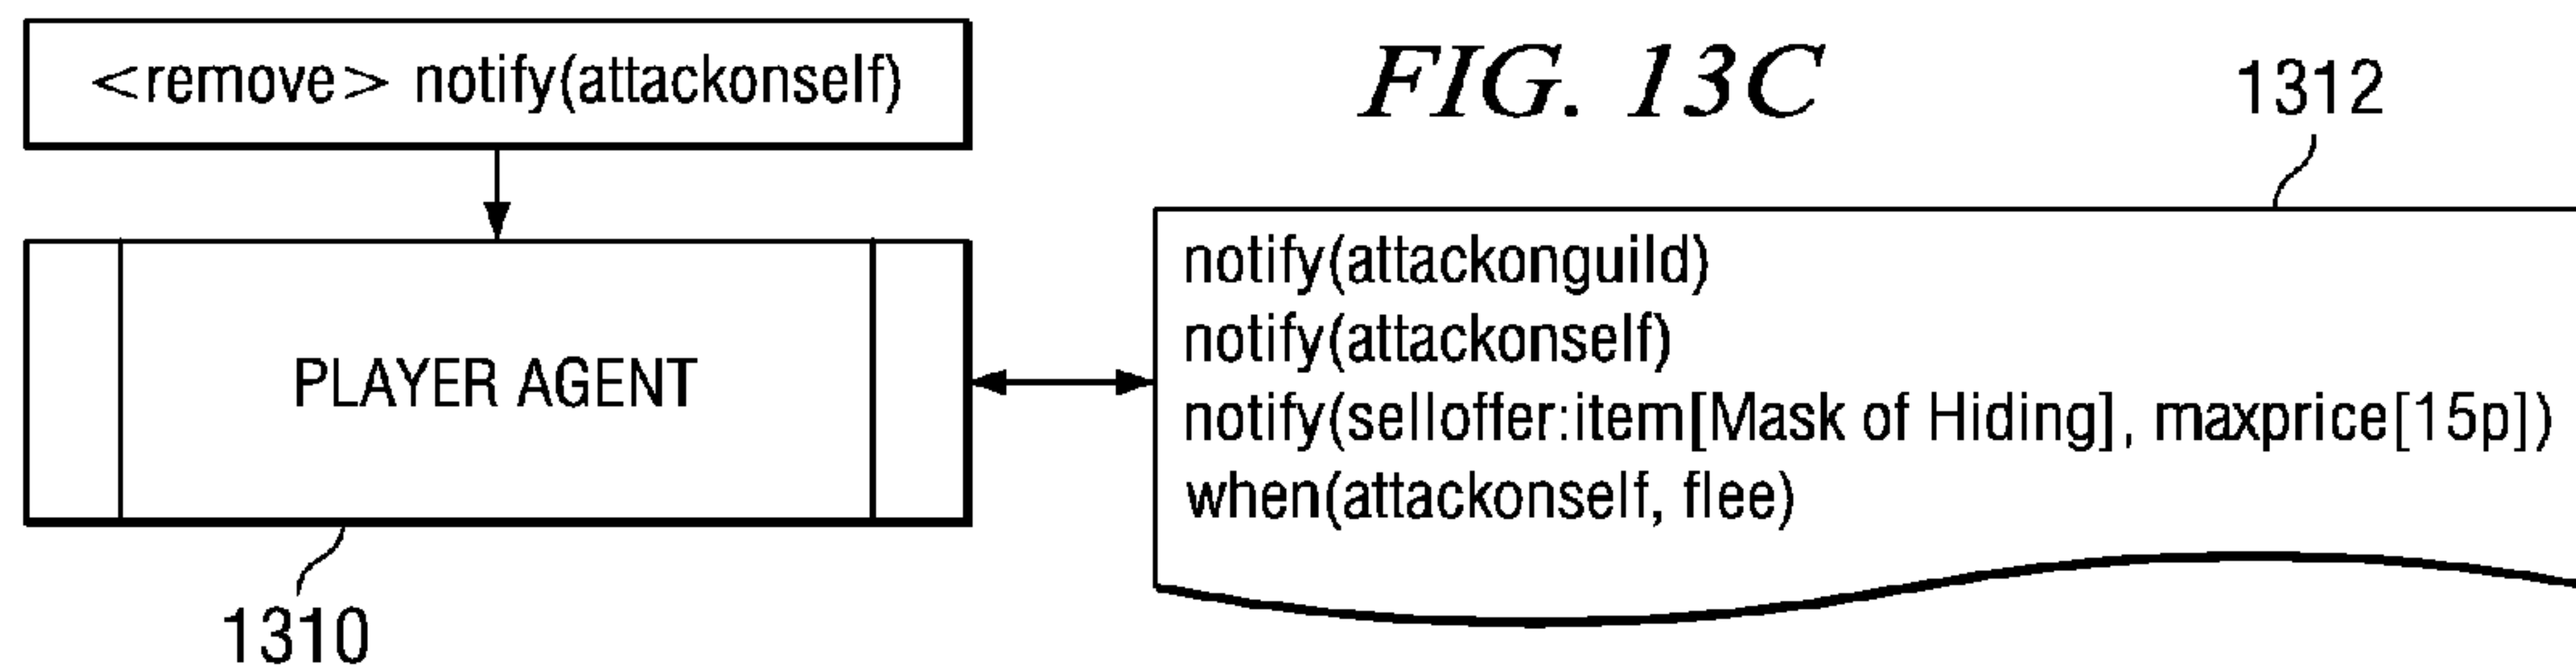 <remove> notify(attackonself)
FIG. 13C
1312
notify(attackonguild)
notify(attackonself)
notify(selloffer:item[Mask of Hiding], maxprice[15p])
when(attackonself, flee)
PLAYER AGENT
1310